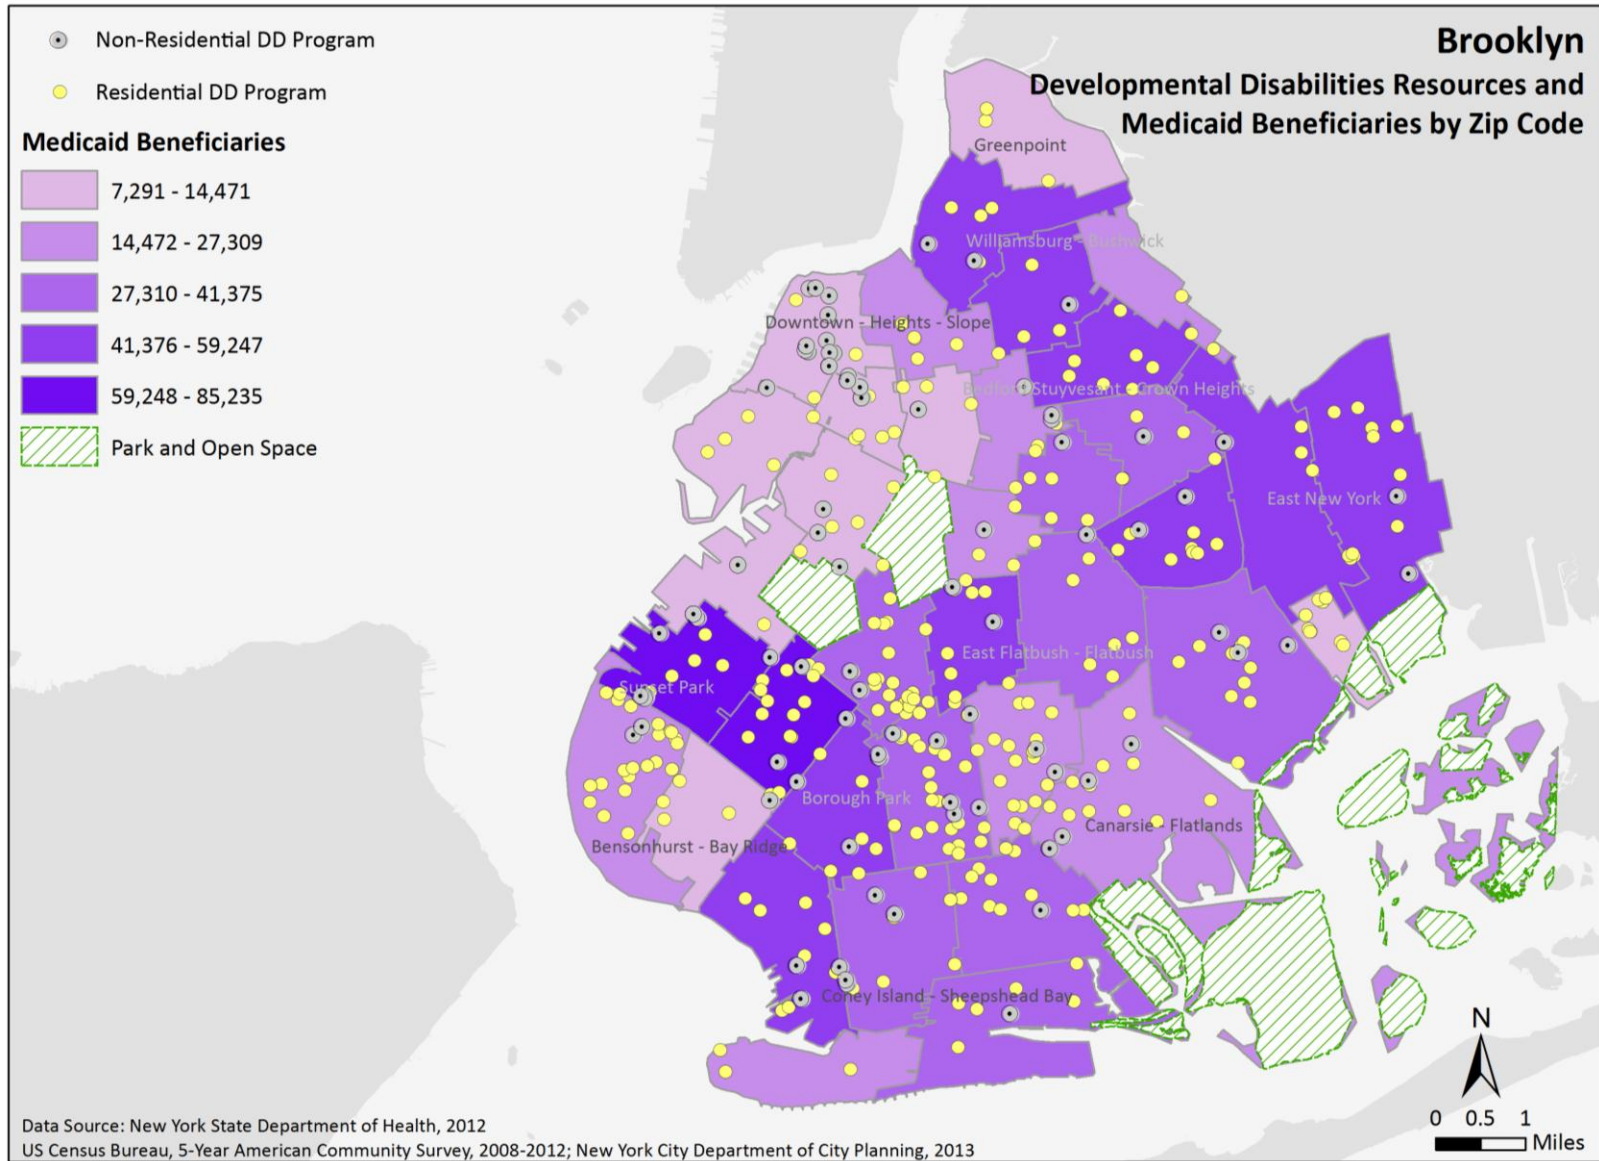 Non-Residential DD Program
Residential DD Program
Medicaid Beneficiaries
7,291 - 14,471
14,472 - 27,309
27,310 - 41,375
41,376 - 59,247
59,248 - 85,235
Park and Open Space
Brooklyn
Developmental Disabilities Resources and
Medicaid Beneficiaries by Zip Code
Greenpoint
Williamsburg - Bushwick
Downtown - Heights - Slope
Bedford Stuyvesant - Crown Heights
East New York
East Flatbush - Flatbush
Sunset Park
Borough Park
Canarsie - Flatlands
Bensonhurst - Bay Ridge
Coney Island - Sheepshead Bay
N
0 0.5 1
Miles
Data Source: New York State Department of Health, 2012
US Census Bureau, 5-Year American Community Survey, 2008-2012; New York City Department of City Planning, 2013